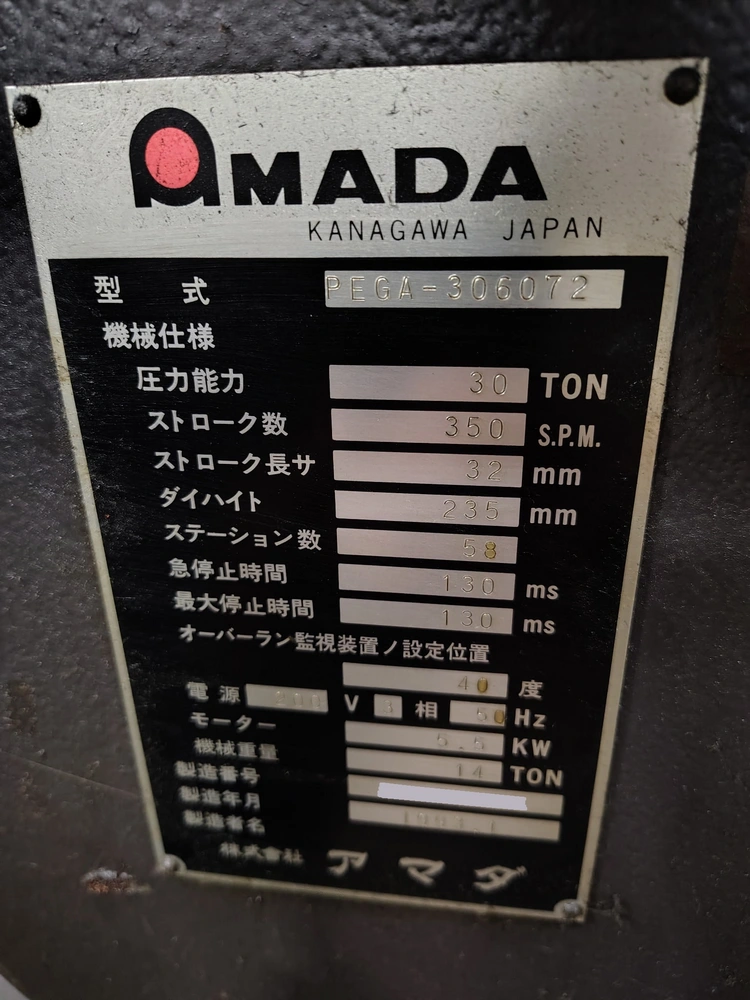 AMADA
KANAGAWA JAPAN
型式 PEGA-306072
機械仕様
圧力能力 30 TON
ストローク数 350 S.P.M.
ストローク長サ 32 mm
ダイハイト 235 mm
ステーション数 58
急停止時間 130 ms
最大停止時間 130 ms
オーバーラン監視装置ノ設定位置
40 度
電源 200 V 3 相 50 Hz
モーター 5.5 KW
機械重量 14 TON
製造番号
製造年月
製造者名
株式會社 アマダ